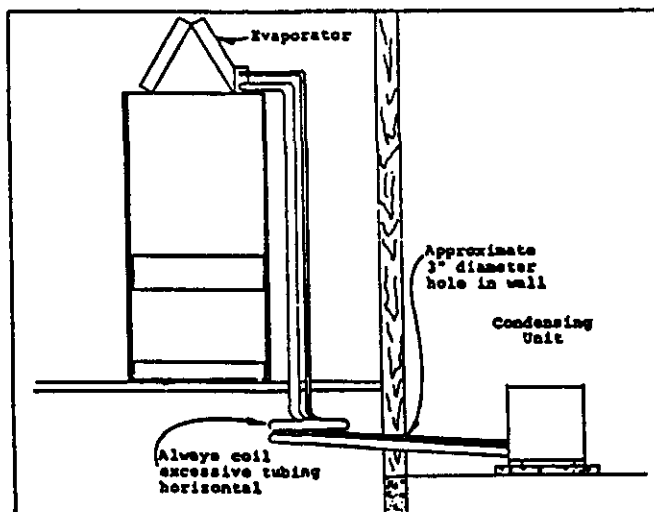 Evaporator
Approximate
3" diameter
hole in wall
Condensing
Unit
Always coil
excessive tubing
horizontal